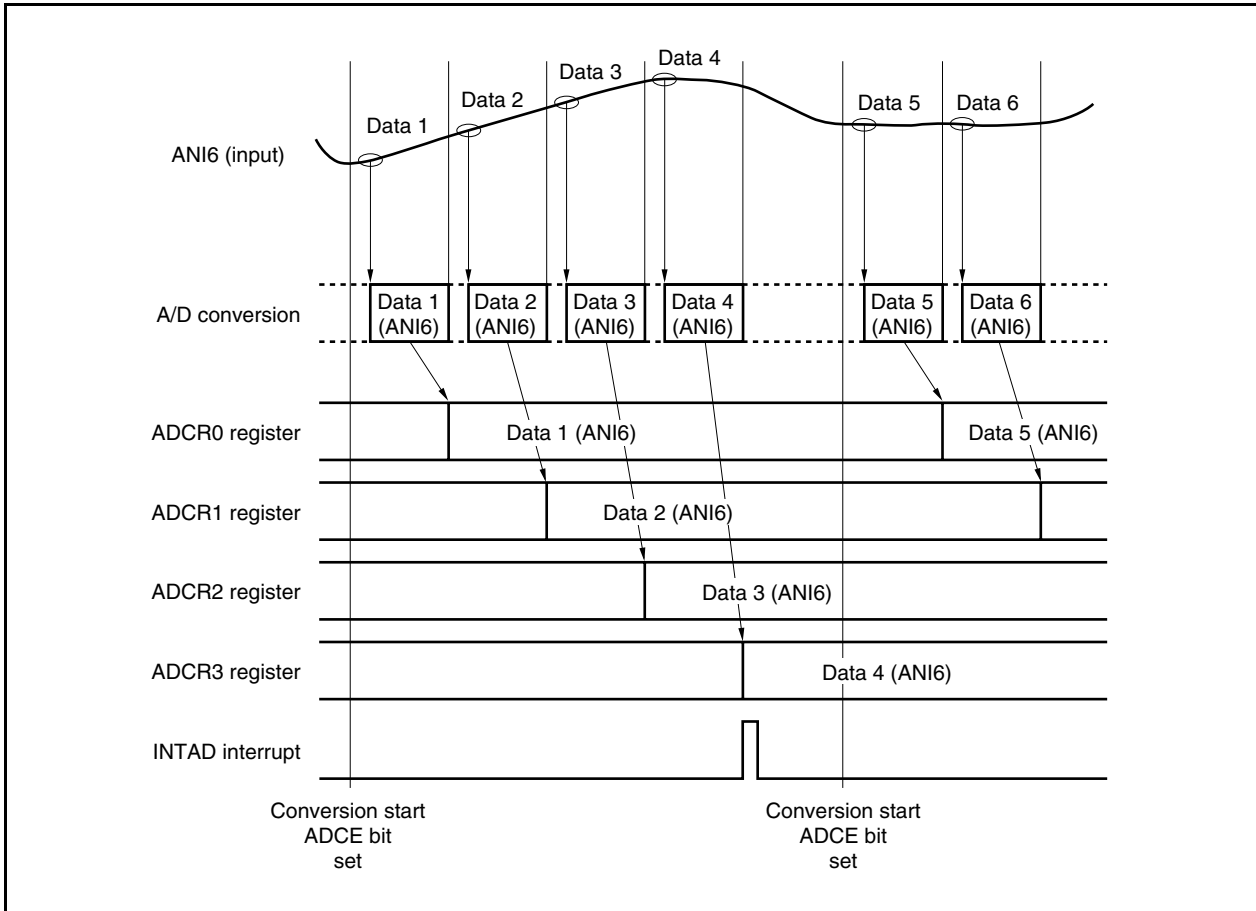 Data 4
Data 3
Data 2
Data 1
Data 5
Data 6
ANI6 (input)
A/D conversion
Data 1
(ANI6)
Data 2
(ANI6)
Data 3
(ANI6)
Data 4
(ANI6)
Data 5
(ANI6)
Data 6
(ANI6)
ADCR0 register
Data 1 (ANI6)
Data 5 (ANI6)
ADCR1 register
Data 2 (ANI6)
ADCR2 register
Data 3 (ANI6)
ADCR3 register
Data 4 (ANI6)
INTAD interrupt
Conversion start
ADCE bit
set
Conversion start
ADCE bit
set